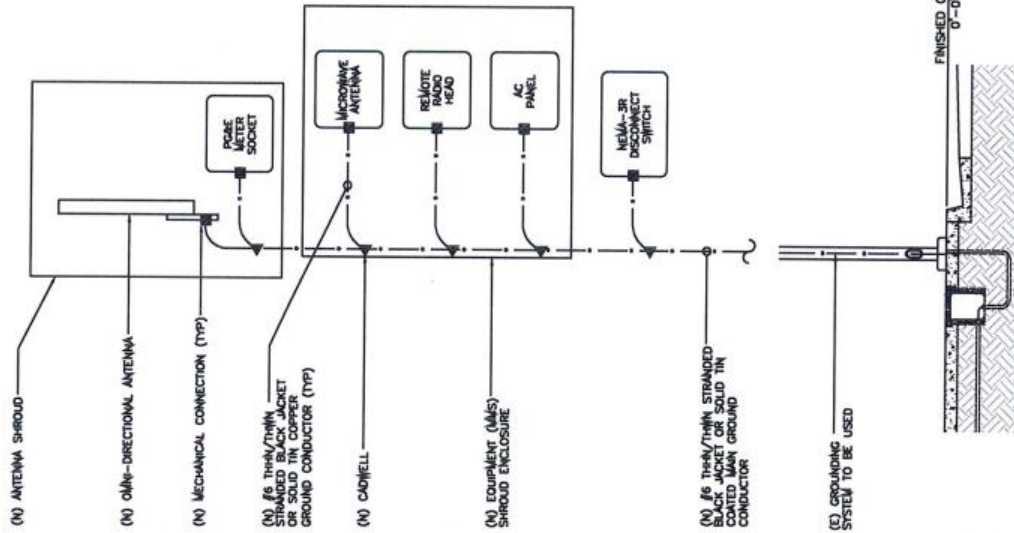 (N) ANTENNA SHROUD
(N) OMNI-DIRECTIONAL ANTENNA
(N) MECHANICAL CONNECTION (TYP)
(N) #6 THHN/THWN
STRANDED BLACK JACKET
OR SOLID TIN COPPER
GROUND CONDUCTOR (TYP)
(N) CADWELL
(N) EQUIPMENT (MWS)
SHROUD ENCLOSURE
(N) #6 THHN/THWN STRANDED
BLACK JACKET OR SOLID TIN
COATED MAIN GROUND
CONDUCTOR
(E) GROUNDING
SYSTEM TO BE USED
PG&E
METER
SOCKET
MICROWAVE
ANTENNA
REMOTE
RADIO
HEAD
AC
PANEL
NEMA-3R
DISCONNECT
SWITCH
FINISHED